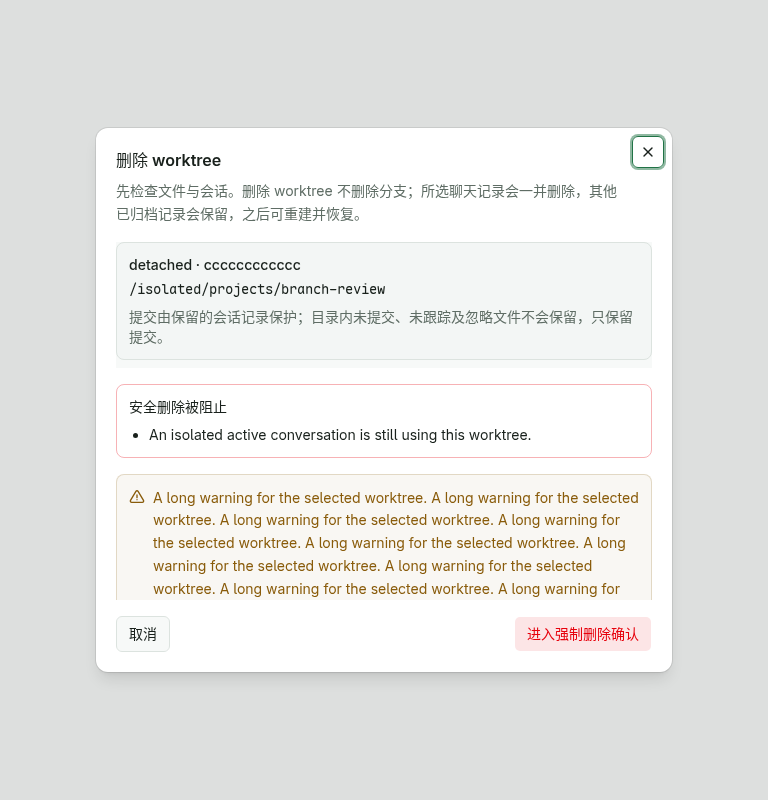 删除 worktree
先检查文件与会话。删除 worktree 不删除分支；所选聊天记录会一并删除，其他
已归档记录会保留，之后可重建并恢复。
detached · cccccccccccc
/isolated/projects/branch-review
提交由保留的会话记录保护；目录内未提交、未跟踪及忽略文件不会保留，只保留
提交。
安全删除被阻止
• An isolated active conversation is still using this worktree.
A long warning for the selected worktree. A long warning for the selected
worktree. A long warning for the selected worktree. A long warning for
the selected worktree. A long warning for the selected worktree. A long
warning for the selected worktree. A long warning for the selected
worktree. A long warning for the selected worktree. A long warning for
取消
进入强制删除确认